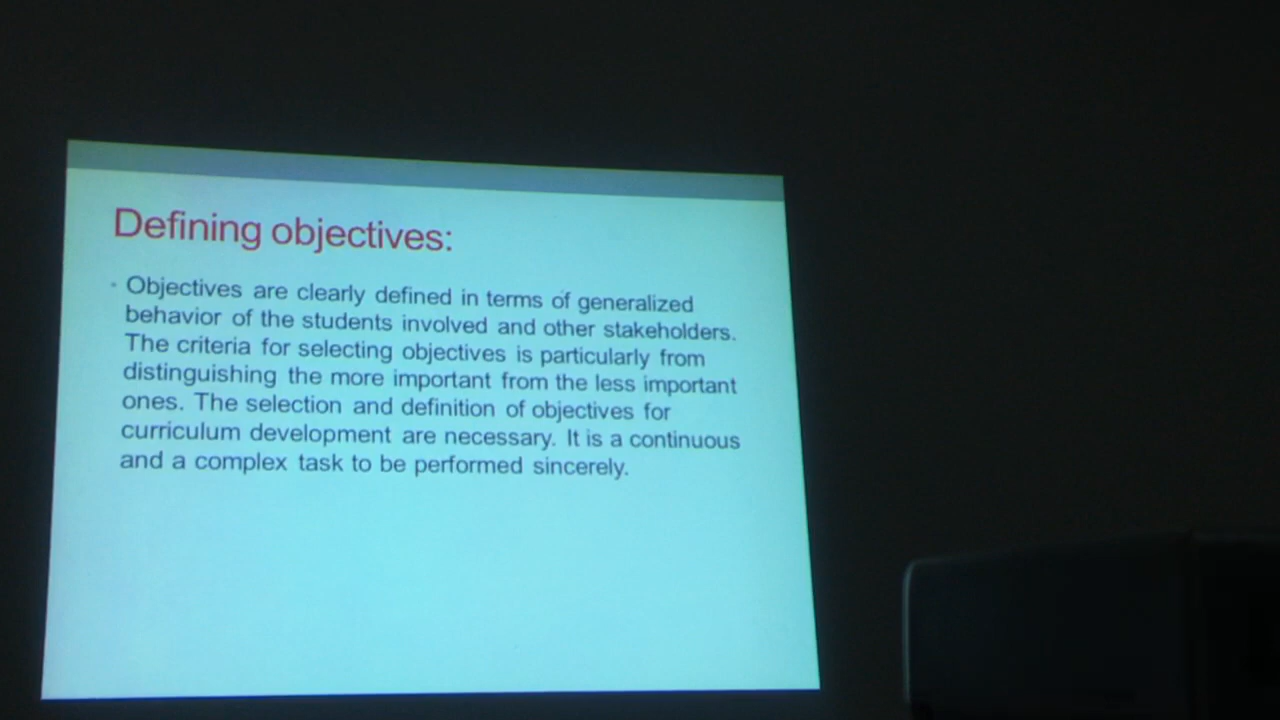 Defining objectives:
Objectives are clearly defined in terms of generalized
behavior of the students involved and other stakeholders.
The criteria for selecting objectives is particularly from
distinguishing the more important from the less important
ones. The selection and definition of objectives for
curriculum development are necessary. It is a continuous
and a complex task to be performed sincerely.